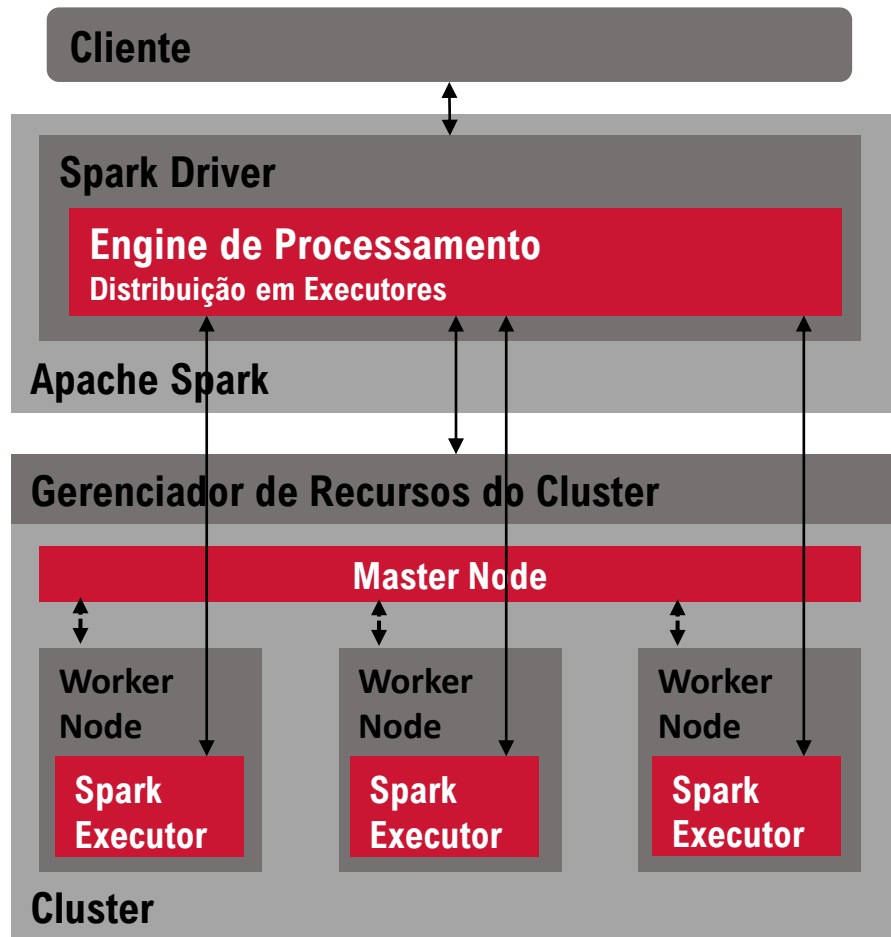 Cliente
Spark Driver
Engine de Processamento
Distribuição em Executores
Apache Spark
Gerenciador de Recursos do Cluster
Master Node
Worker
Node
Spark
Executor
Worker
Node
Spark
Executor
Worker
Node
Spark
Executor
Cluster